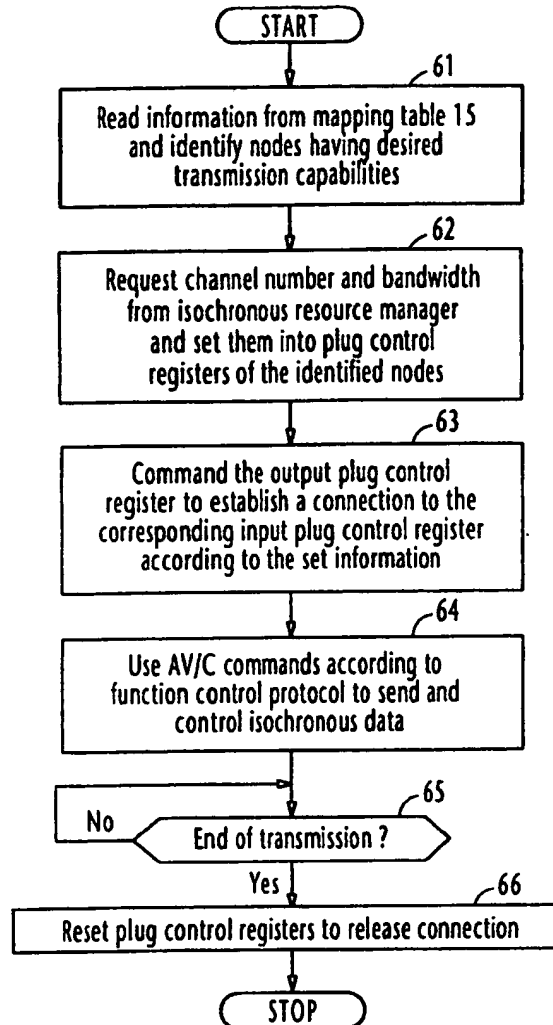 START
61
Read information from mapping table 15
and identify nodes having desired
transmission capabilities
62
Request channel number and bandwidth
from isochronous resource manager
and set them into plug control
registers of the identified nodes
63
Command the output plug control
register to establish a connection to the
corresponding input plug control register
according to the set information
64
Use AV/C commands according to
function control protocol to send and
control isochronous data
65
No
End of transmission ?
Yes
66
Reset plug control registers to release connection
STOP